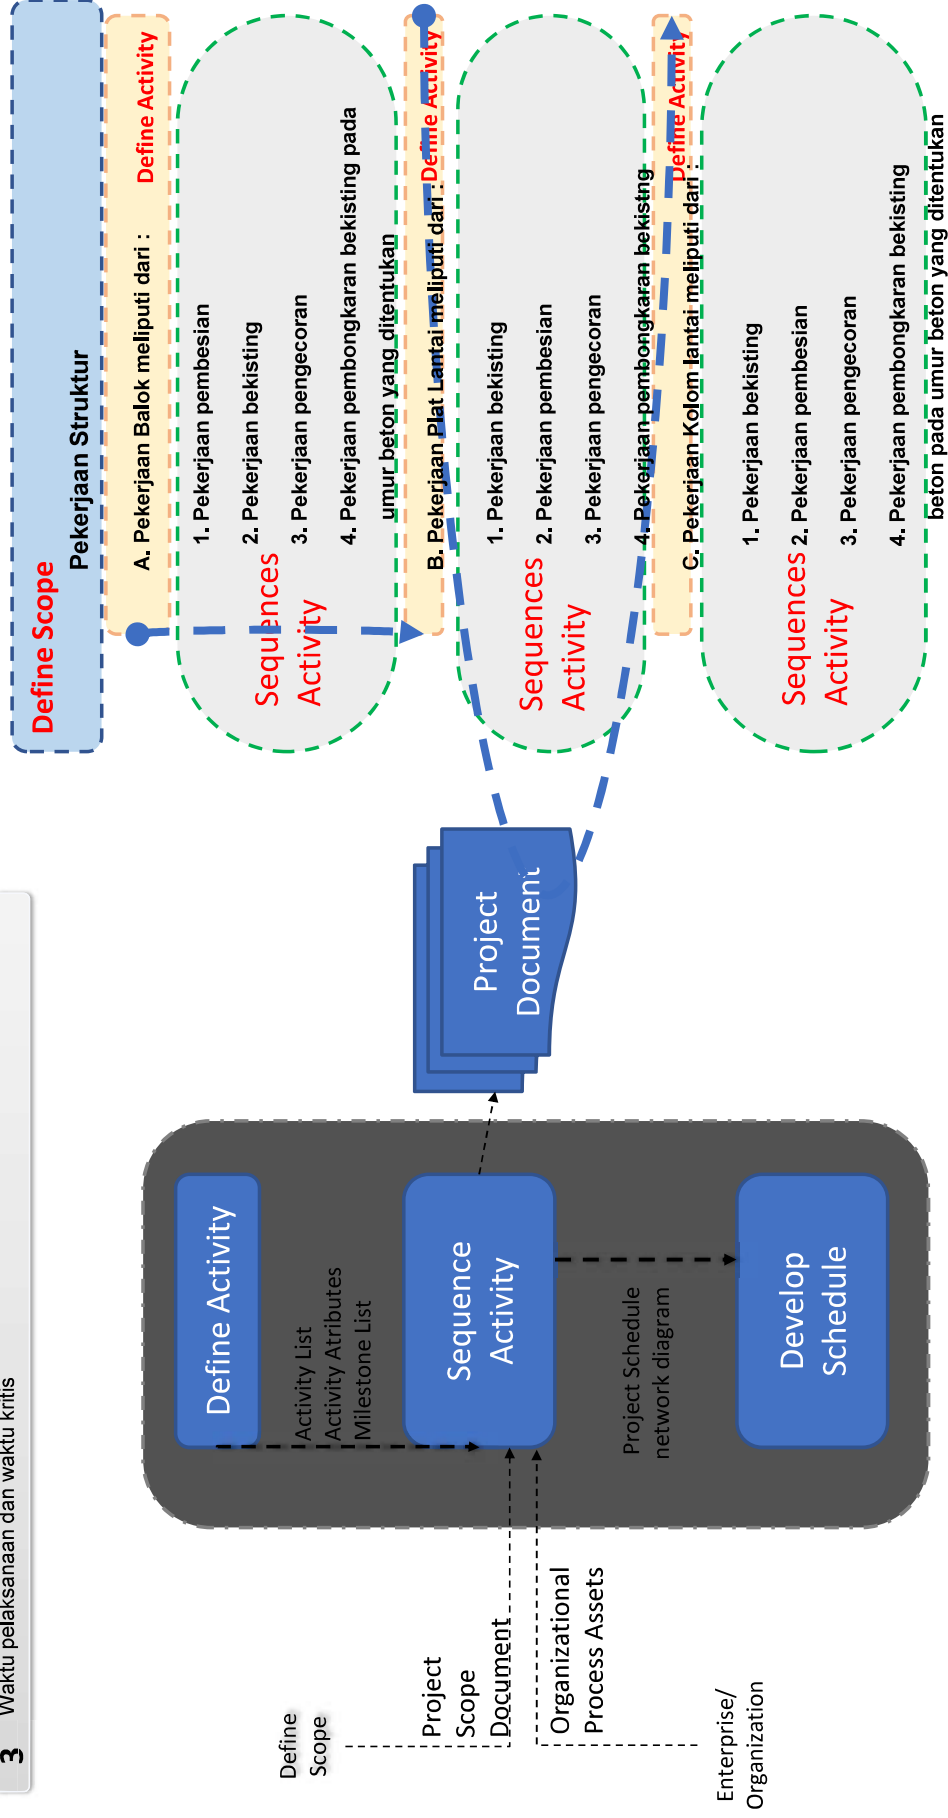 3 Waktu pelaksanaan dan waktu kritis
Define Scope
Project
Scope
Document
Organizational
Process Assets
Enterprise/
Organization
Define Activity
Activity List
Activity Atributes
Milestone List
Sequence
Activity
Project Schedule
network diagram
Develop
Schedule
Project
Document
Define Scope
Pekerjaan Struktur
A. Pekerjaan Balok meliputi dari :
Define Activity
1. Pekerjaan pembesian
2. Pekerjaan bekisting
3. Pekerjaan pengecoran
4. Pekerjaan pembongkaran bekisting pada
umur beton yang ditentukan
Sequences
Activity
B. Pekerjaan Plat Lantai meliputi dari :
Define Activity
1. Pekerjaan bekisting
2. Pekerjaan pembesian
3. Pekerjaan pengecoran
4. Pekerjaan pembongkaran bekistng
Sequences
Activity
C. Pekerjaan Kolom lantai meliputi dari :
Define Activity
1. Pekerjaan bekisting
2. Pekerjaan pembesian
3. Pekerjaan pengecoran
4. Pekerjaan pembongkaran bekisting
beton pada umur beton yang ditentukan
Sequences
Activity